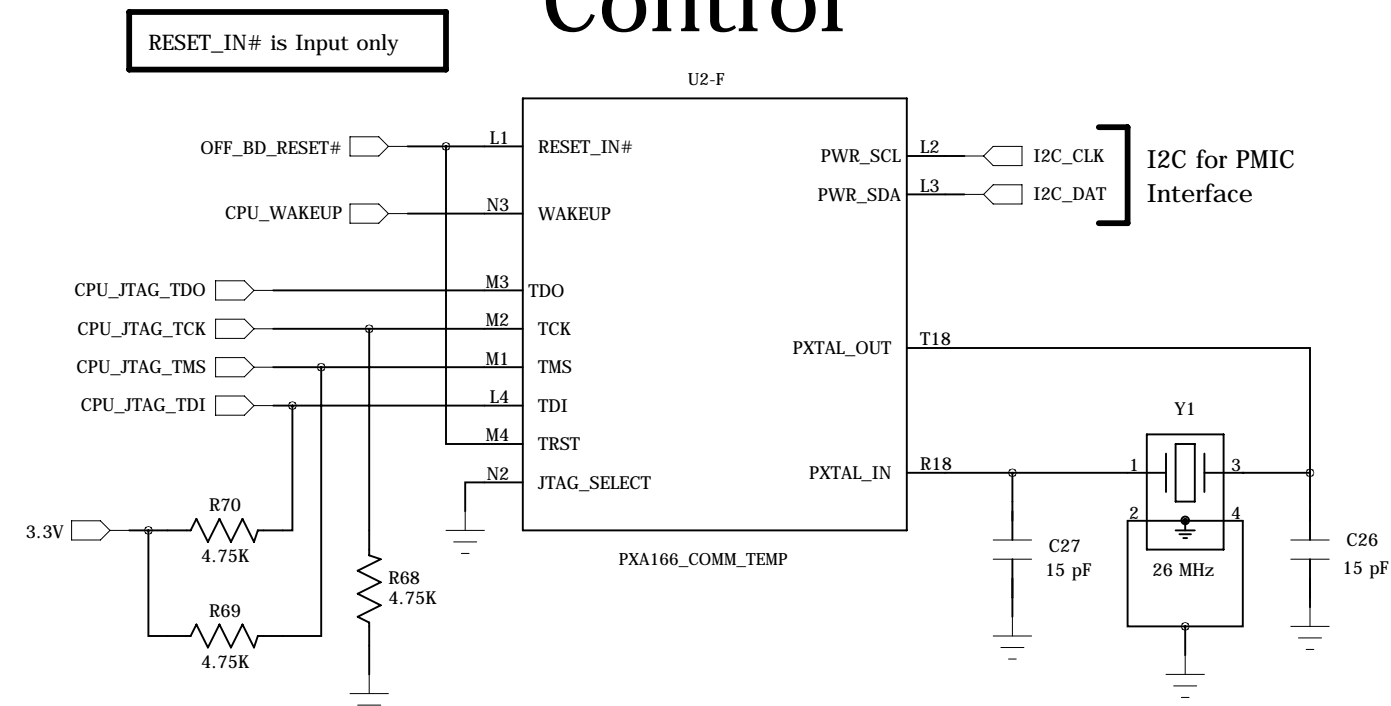 Control
RESET_IN# is Input only
U2-F
OFF_BD_RESET#
L1
RESET_IN#
PWR_SCL
L2
I2C_CLK
I2C for PMIC
Interface
CPU_WAKEUP
N3
WAKEUP
PWR_SDA
L3
I2C_DAT
CPU_JTAG_TDO
M3
TDO
CPU_JTAG_TCK
M2
TCK
CPU_JTAG_TMS
M1
TMS
CPU_JTAG_TDI
L4
TDI
M4
TRST
N2
JTAG_SELECT
PXTAL_OUT
T18
PXTAL_IN
R18
Y1
1
3
2
4
26 MHz
3.3V
R70
4.75K
R69
4.75K
R68
4.75K
PXA166_COMM_TEMP
C27
15 pF
C26
15 pF